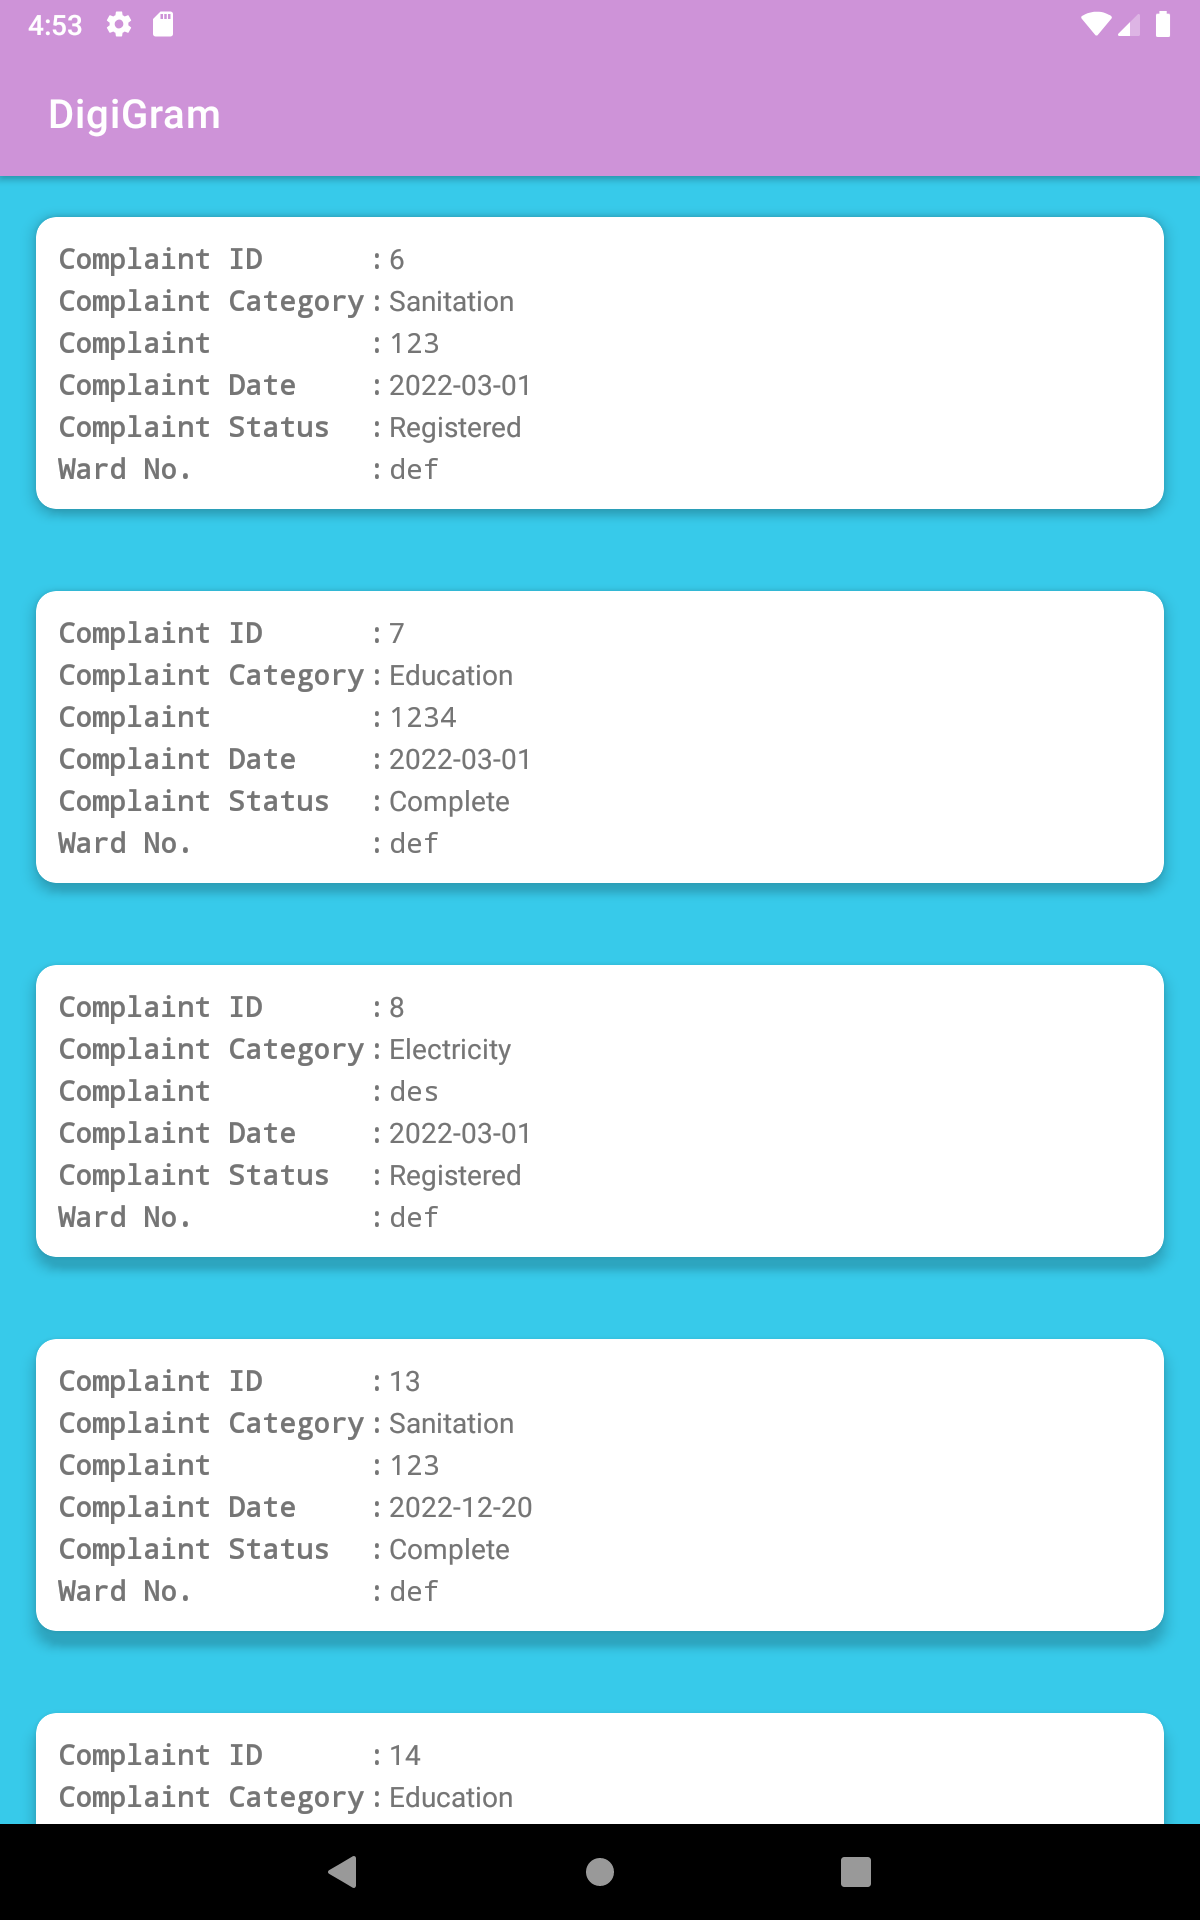 4:53
DigiGram
Complaint ID : 6
Complaint Category : Sanitation
Complaint : 123
Complaint Date : 2022-03-01
Complaint Status : Registered
Ward No. : def
Complaint ID : 7
Complaint Category : Education
Complaint : 1234
Complaint Date : 2022-03-01
Complaint Status : Complete
Ward No. : def
Complaint ID : 8
Complaint Category : Electricity
Complaint : des
Complaint Date : 2022-03-01
Complaint Status : Registered
Ward No. : def
Complaint ID : 13
Complaint Category : Sanitation
Complaint : 123
Complaint Date : 2022-12-20
Complaint Status : Complete
Ward No. : def
Complaint ID : 14
Complaint Category : Education